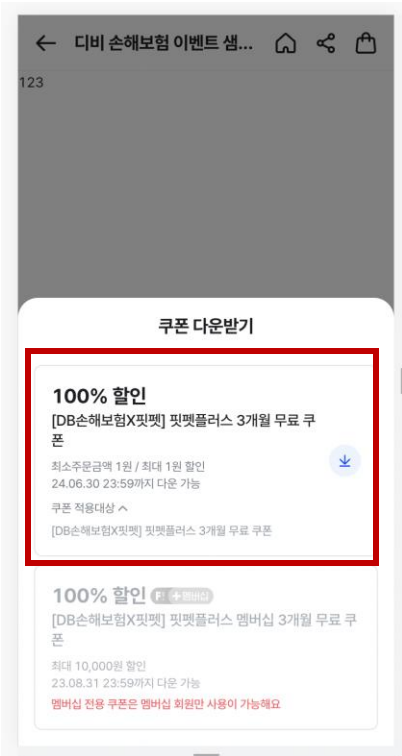 디비 손해보험 이벤트 샘...
123
쿠폰 다운받기
100% 할인
[DB손해보험X핏펫] 핏펫플러스 3개월 무료 쿠
폰
최소주문금액 1원 / 최대 1원 할인
24.06.30 23:59까지 다운 가능
쿠폰 적용대상
[DB손해보험X핏펫] 핏펫플러스 3개월 무료 쿠폰
100% 할인 F! +멤버십
[DB손해보험X핏펫] 핏펫플러스 멤버십 3개월 무료 쿠
폰
최대 10,000원 할인
23.08.31 23:59까지 다운 가능
멤버십 전용 쿠폰은 멤버십 회원만 사용이 가능해요